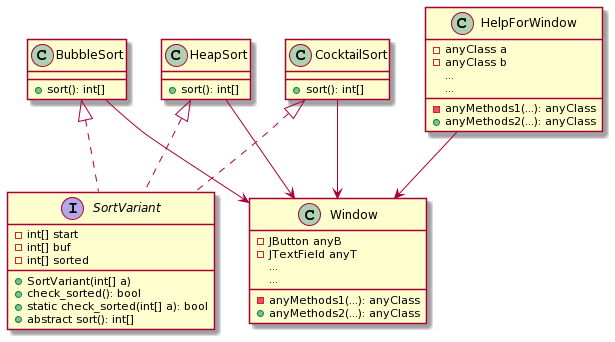 C HelpForWindow
anyClass a
anyClass b
...
...
anyMethods1(...): anyClass
anyMethods2(...): anyClass
C BubbleSort
sort(): int[]
C HeapSort
sort(): int[]
C CocktailSort
sort(): int[]
I SortVariant
int[] start
int[] buf
int[] sorted
SortVariant(int[] a)
check_sorted(): bool
static check_sorted(int[] a): bool
abstract sort(): int[]
C Window
JButton anyB
JTextField anyT
...
...
anyMethods1(...): anyClass
anyMethods2(...): anyClass